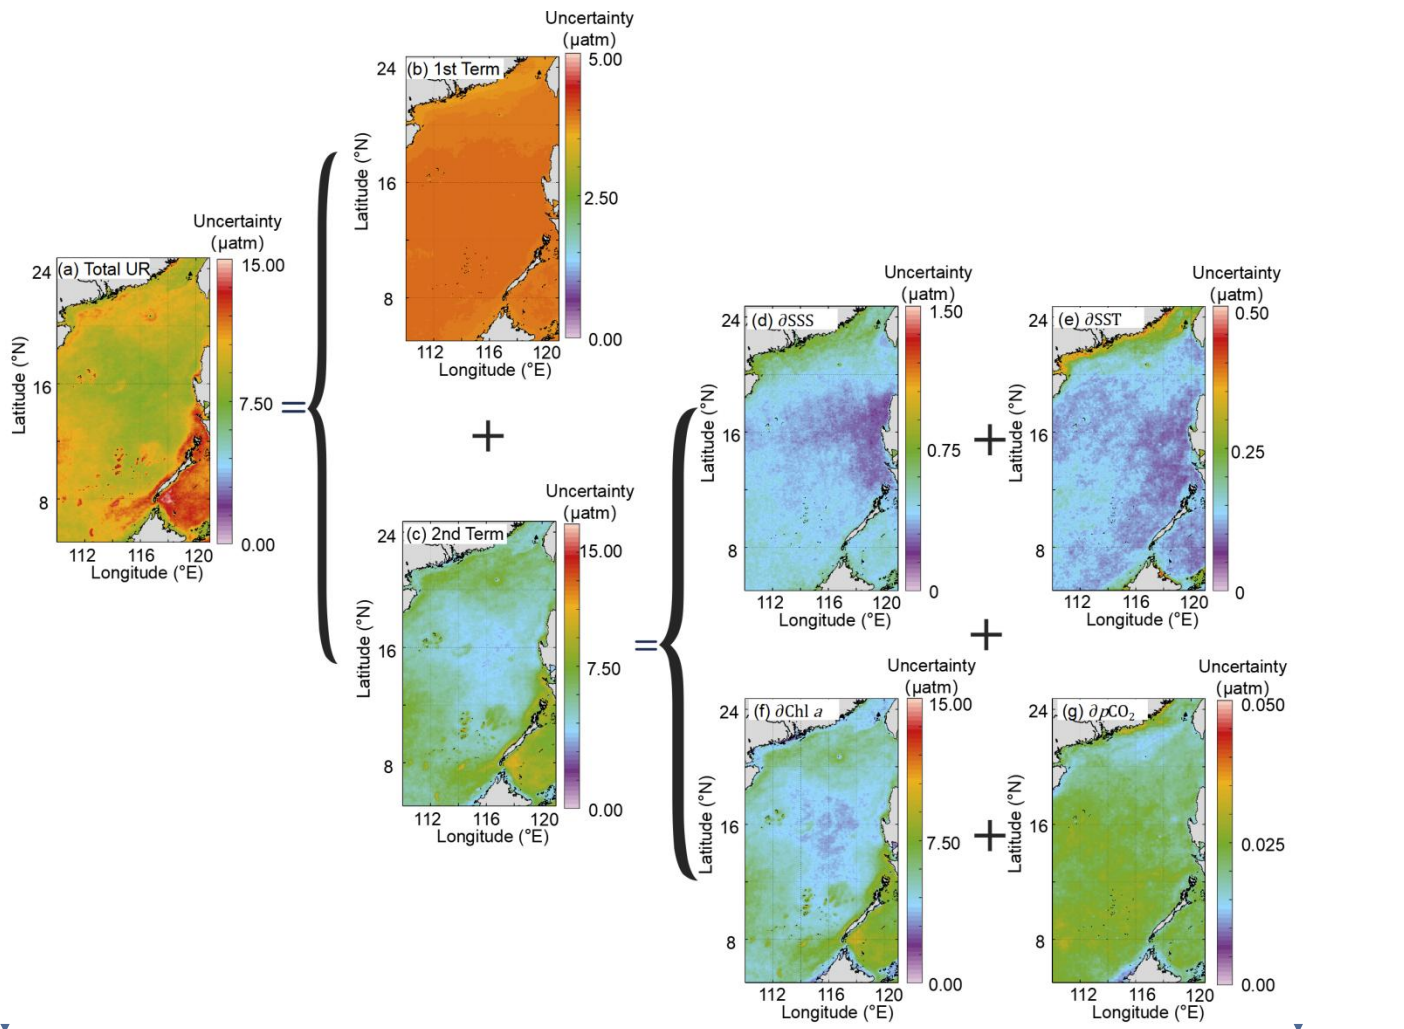 Uncertainty
(µatm)
(a) Total UR
24
16
8
112
116
120
Latitude (°N)
Longitude (°E)
15.00
7.50
0.00
=
Uncertainty
(µatm)
(b) 1st Term
24
16
8
112
116
120
Latitude (°N)
Longitude (°E)
5.00
2.50
0.00
+
Uncertainty
(µatm)
(c) 2nd Term
24
16
8
112
116
120
Latitude (°N)
Longitude (°E)
15.00
7.50
0.00
=
Uncertainty
(µatm)
(d) ∂SSS
24
16
8
112
116
120
Latitude (°N)
Longitude (°E)
1.50
0.75
0
+
Uncertainty
(µatm)
(e) ∂SST
24
16
8
112
116
120
Latitude (°N)
Longitude (°E)
0.50
0.25
0
+
Uncertainty
(µatm)
(f) ∂Chl a
24
16
8
112
116
120
Latitude (°N)
Longitude (°E)
15.00
7.50
0.00
+
Uncertainty
(µatm)
(g) ∂pCO₂
24
16
8
112
116
120
Latitude (°N)
Longitude (°E)
0.050
0.025
0.00